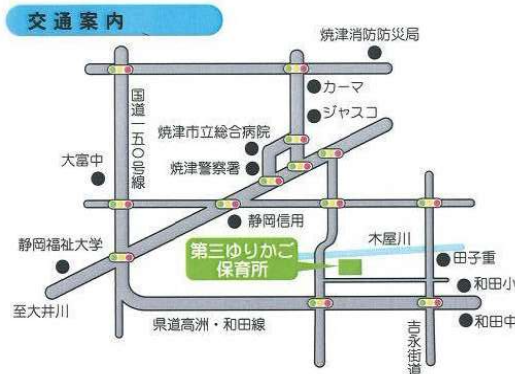 交通案内
焼津消防防災局
カーマ
ジャスコ
国道一五〇号線
焼津市立総合病院
大富中
焼津警察署
静岡信用
木屋川
静岡福祉大学
第三ゆりかご
保育所
田子重
和田小
至大井川
県道高洲・和田線
和田中
吉永街道